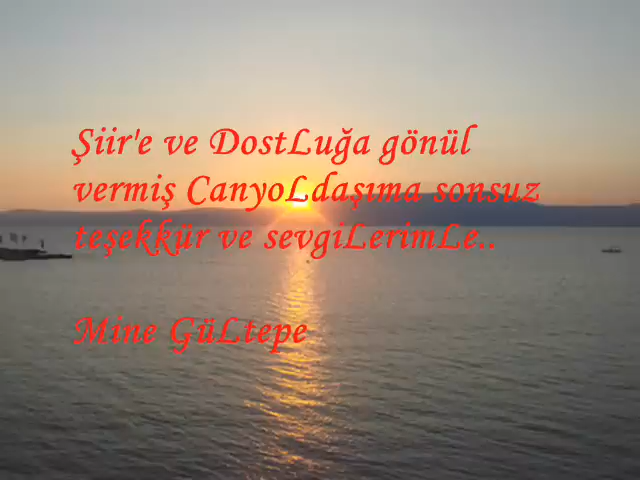 Şiir'e ve DostLuğa gönül
vermiş CanyoLdaşıma sonsuz
teşekkür ve sevgiLerimLe..
Mine GüLtepe